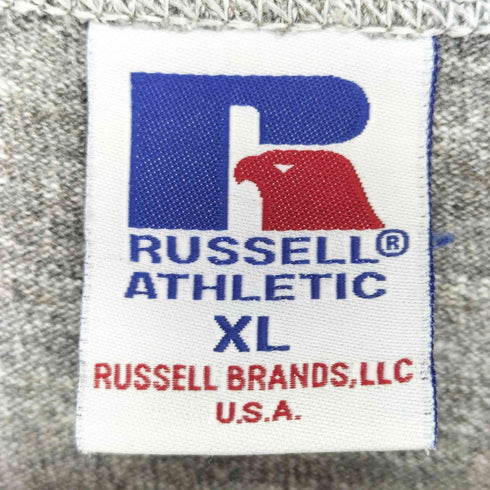 RUSSELL®
ATHLETIC
XL
RUSSELL BRANDS, LLC
U.S.A.